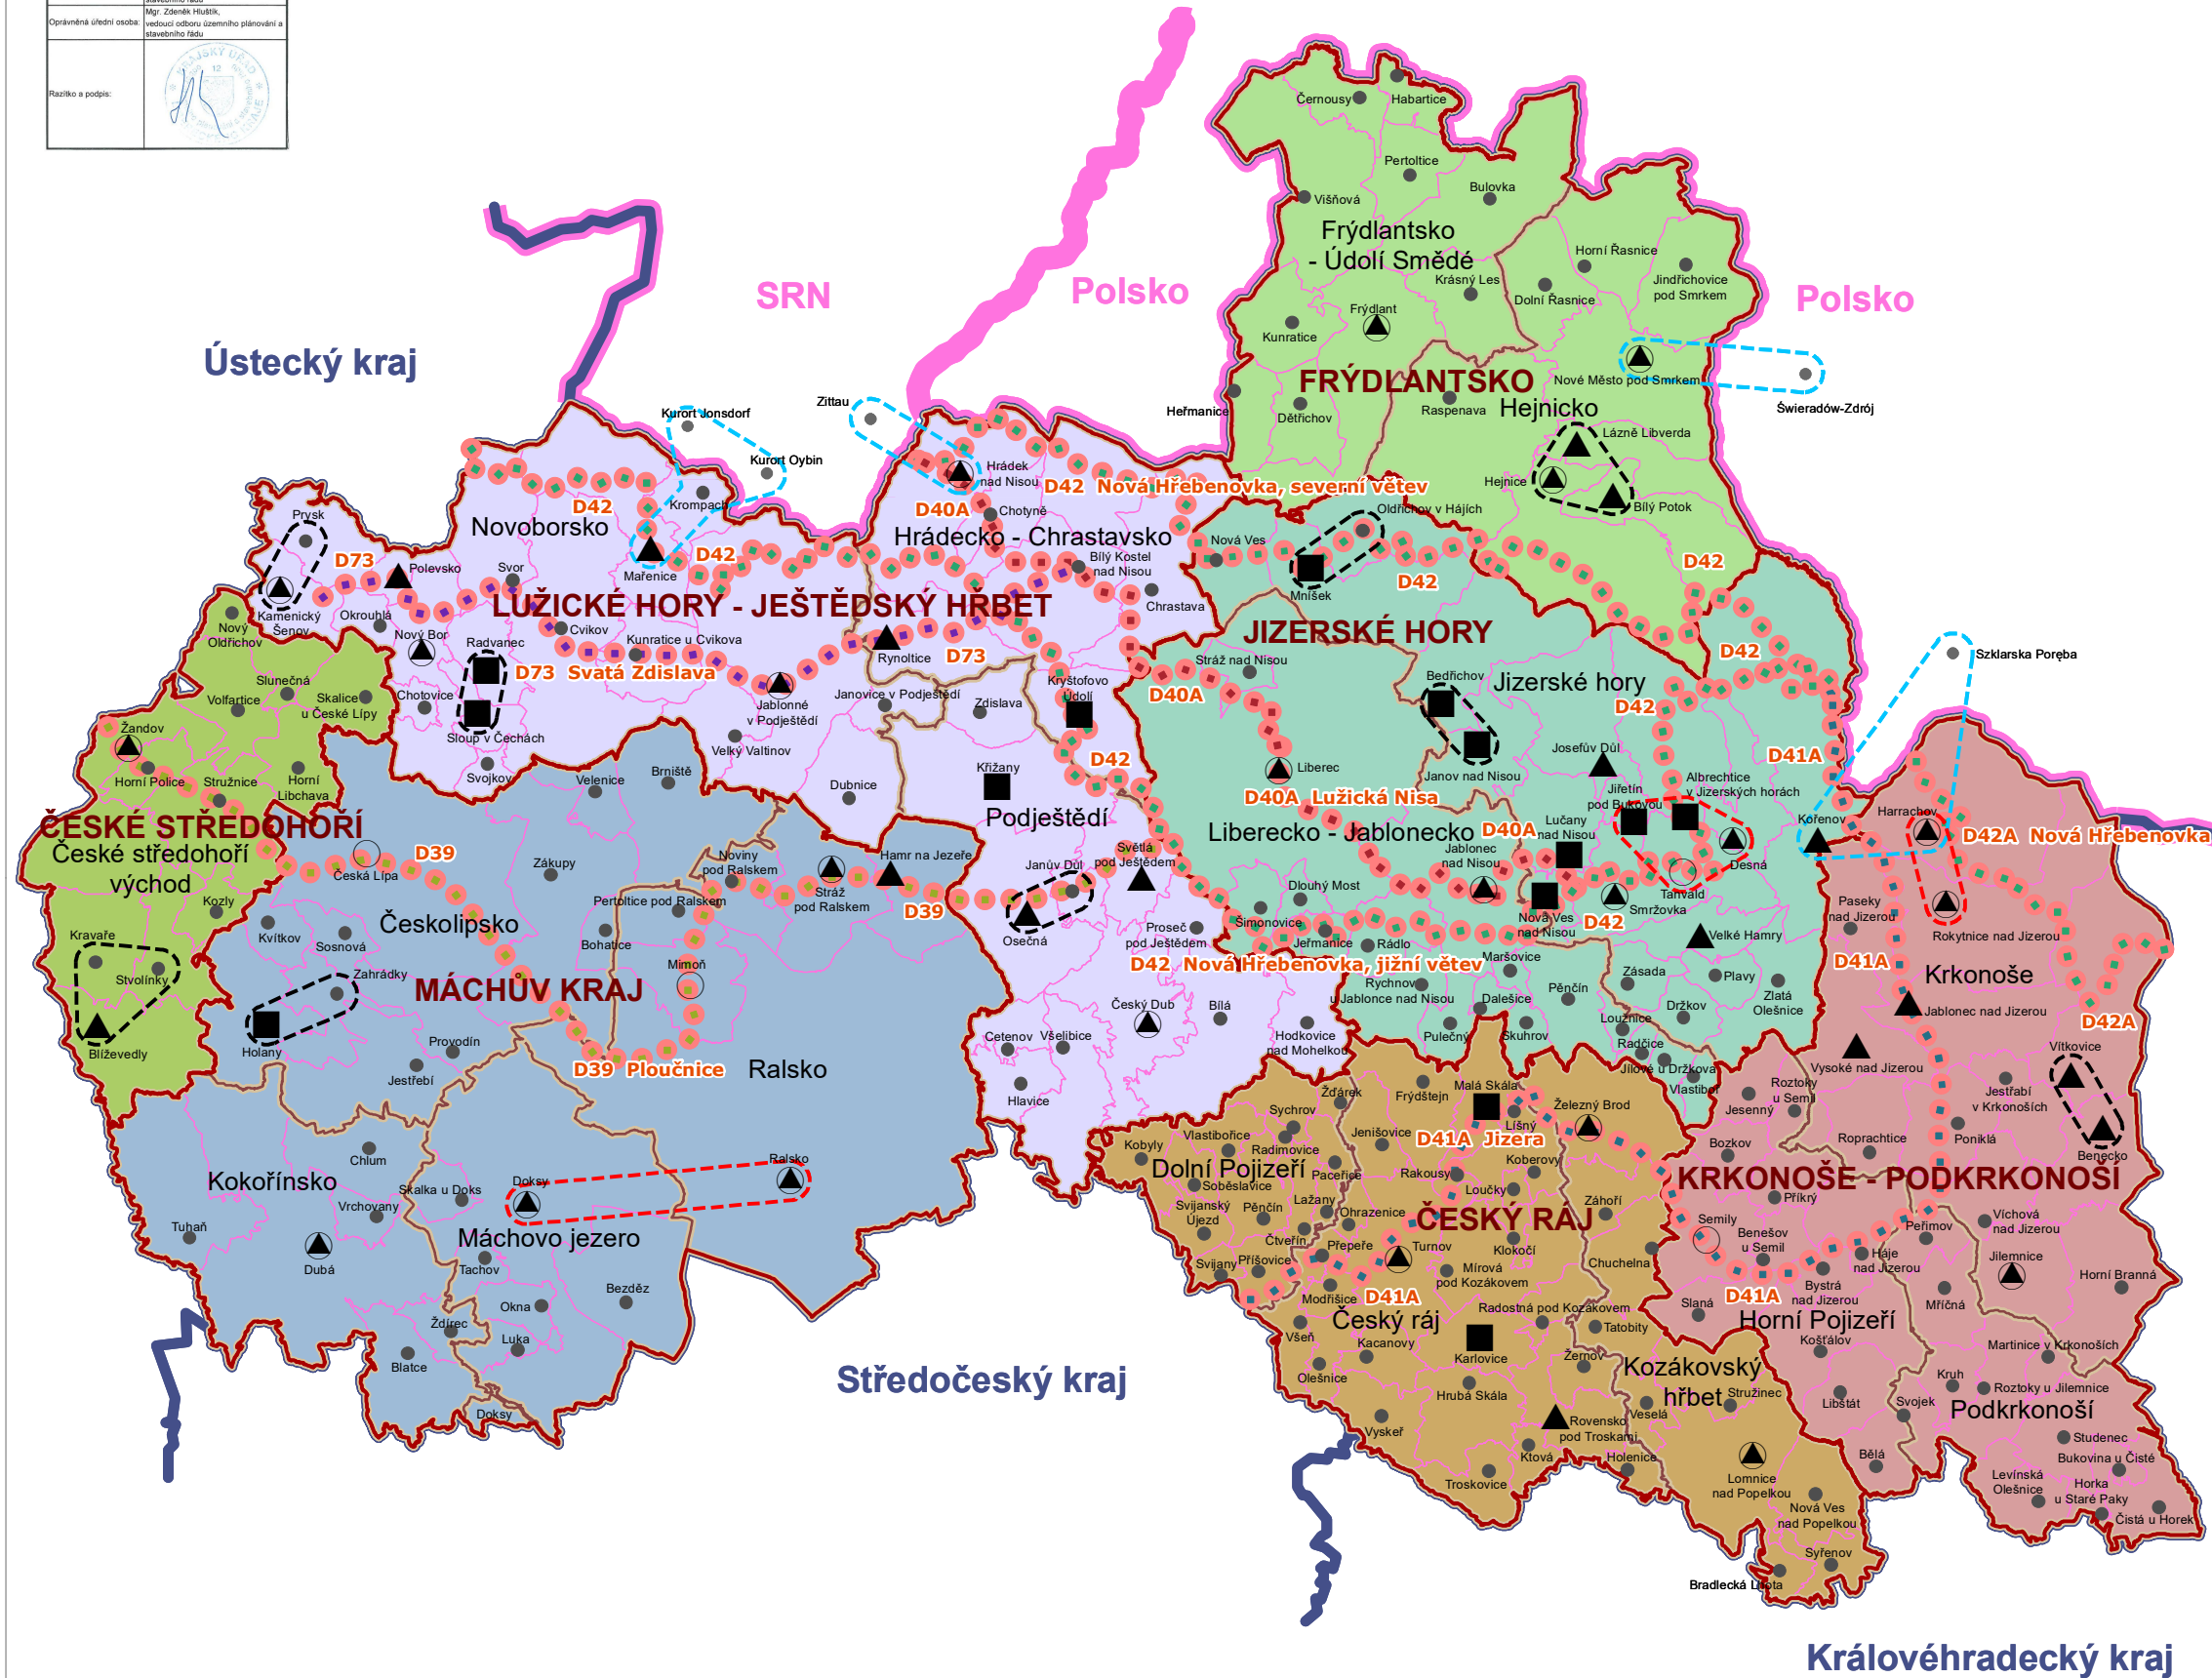 stavebního řádu
Oprávněná úřední osoba:
Mgr. Zdeněk Hluštík,
vedoucí odboru územního plánování a
stavebního řádu
Razítko a podpis:
KRAJSKÝ ÚŘAD
12
Ústecký kraj
SRN
Polsko
Polsko
Středočeský kraj
Královéhradecký kraj
Černousy
Habartice
Pertoltice
Bulovka
Višňová
Frýdlantsko
- Údolí Smědé
Horní Řasnice
Krásný Les
Dolní Řasnice
Jindřichovice
pod Smrkem
Frýdlant
Kunratice
FRÝDLANTSKO
Nové Město pod Smrkem
Świeradów-Zdrój
Heřmanice
Dětřichov
Raspenava
Hejnicko
Lázně Libverda
Hejnice
Bílý Potok
Zittau
Kurort Jonsdorf
Kurort Oybin
Hrádek
nad Nisou
D42 Nová Hřebenovka, severní větev
D40A
Chotyně
Hrádecko - Chrastavsko
Oldřichov v Hájích
Nová Ves
Mníšek
D42
D42
Bílý Kostel
nad Nisou
Chrastava
Krompach
D42
Novoborsko
Mařenice
D42
Prysk
D73
Polevsko
Svor
Kamenický
Šenov
Okrouhlá
LUŽICKÉ HORY - JEŠTĚDSKÝ HŘBET
Nový Bor
Radvanec
Cvikov
Kunratice u Cvikova
D73 Svatá Zdislava
Rynoltice
D73
Chotovice
Sloup v Čechách
Svojkov
Jablonné
v Podještědí
Velký Valtinov
Janovice v Podještědí
Zdislava
Kryštofovo
Údolí
D42
Dubnice
Křižany
Podještědí
Nový
Oldřichov
Slunečná
Volfartice
Skalice
u České Lípy
Žandov
Horní Police
Stružnice
Horní
Libchava
ČESKÉ STŘEDOHOŘÍ
České středohoří
východ
Kozly
Kravaře
Stvolínky
Blíževedly
Velenice
Brniště
Česká Lípa
D39
Zákupy
Noviny
pod Ralskem
Stráž
pod Ralskem
Hamr na Jezeře
D39
Pertoltice pod Ralskem
Českolipsko
Kvítkov
Sosnová
Bohatice
Zahrádky
Mimoň
MÁCHŮV KRAJ
Holany
Provodín
Jestřebí
D39 Ploučnice
Ralsko
Chlum
Kokořínsko
Skalka u Doks
Doksy
Ralsko
Vrchovany
Tuhaň
Máchovo jezero
Dubá
Tachov
Bezděz
Okna
Ždírec
Luka
Blatce
Doksy
Janův Důl
Světlá
pod Ještědem
Osečná
Proseč
pod Ještědem
Český Dub
Bílá
Cetenov
Všelibice
Hodkovice
nad Mohelkou
Hlavice
JIZERSKÉ HORY
Stráž nad Nisou
D40A
Bedřichov
Jizerské hory
D42
D42
Liberec
Janov nad Nisou
Josefův Důl
Jiřetín
pod Bukovou
Albrechtice
v Jizerských horách
D41A
D40A Lužická Nisa
Liberecko - Jablonecko
D40A
Jablonec
nad Nisou
Lučany
nad Nisou
Desná
Tanvald
Smržovka
Dlouhý Most
Šimonovice
Jeřmanice
Rádlo
Nová Ves
nad Nisou
D42
Velké Hamry
D42 Nová Hřebenovka, jižní větev
Maršovice
Rychnov
u Jablonce nad Nisou
Dalešice
Pěnčín
Zásada
Plavy
Zlatá
Olešnice
Držkov
Loužnice
Pulečný
Skuhrov
Radčice
Jílové u Držkova
Vlastiboř
Szklarska Poręba
Harrachov
Kořenov
D42A Nová Hřebenovka
Paseky
nad Jizerou
Rokytnice nad Jizerou
D41A
Krkonoše
Jablonec nad Jizerou
D42A
Vítkovice
Vysoké nad Jizerou
Roztoky
u Semil
Jesenný
Jestřabí
v Krkonoších
Bozkov
Roprachtice
Poniklá
Benecko
KRKONOŠE - PODKRKONOŠÍ
Příkrý
Semily
Benešov
u Semil
Peřimov
Víchová
nad Jizerou
Háje
nad Jizerou
Jilemnice
Horní Branná
D41A
Bystrá
nad Jizerou
Mříčná
Slaná
Horní Pojizeří
Košťálov
Martinice v Krkonoších
Kruh
Roztoky u Jilemnice
Libštát
Svojek
Podkrkonoší
Studenec
Bukovina u Čisté
Bělá
Levínská
Olešnice
Horka
u Staré Paky
Čistá u Horek
Žďárek
Frýdštejn
Malá Skála
Železný Brod
Sychrov
Líšný
D41A Jizera
Kobyly
Vlastibořice
Radimovice
Jenišovice
Dolní Pojizeří
Paceřice
Rakousy
Koberovy
Soběslavice
Loučky
Svijanský
Újezd
Pěnčín
Lažany
Ohrazenice
ČESKÝ RÁJ
Záhoří
Čtveřín
Přepeře
Turnov
Klokočí
Chuchelna
Svijany
Příšovice
Mírová
pod Kozákovem
Modřišice
D41A
Český ráj
Radostná pod Kozákovem
Tatobity
Všeň
Kacanovy
Karlovice
Žernov
Kozákovský
hřbet
Olešnice
Hrubá Skála
Stružinec
Veselá
Vyskeř
Rovensko
pod Troskami
Ktová
Holenice
Troskovice
Lomnice
nad Popelkou
Nová Ves
nad Popelkou
Syřenov
Bradlecká Lhota